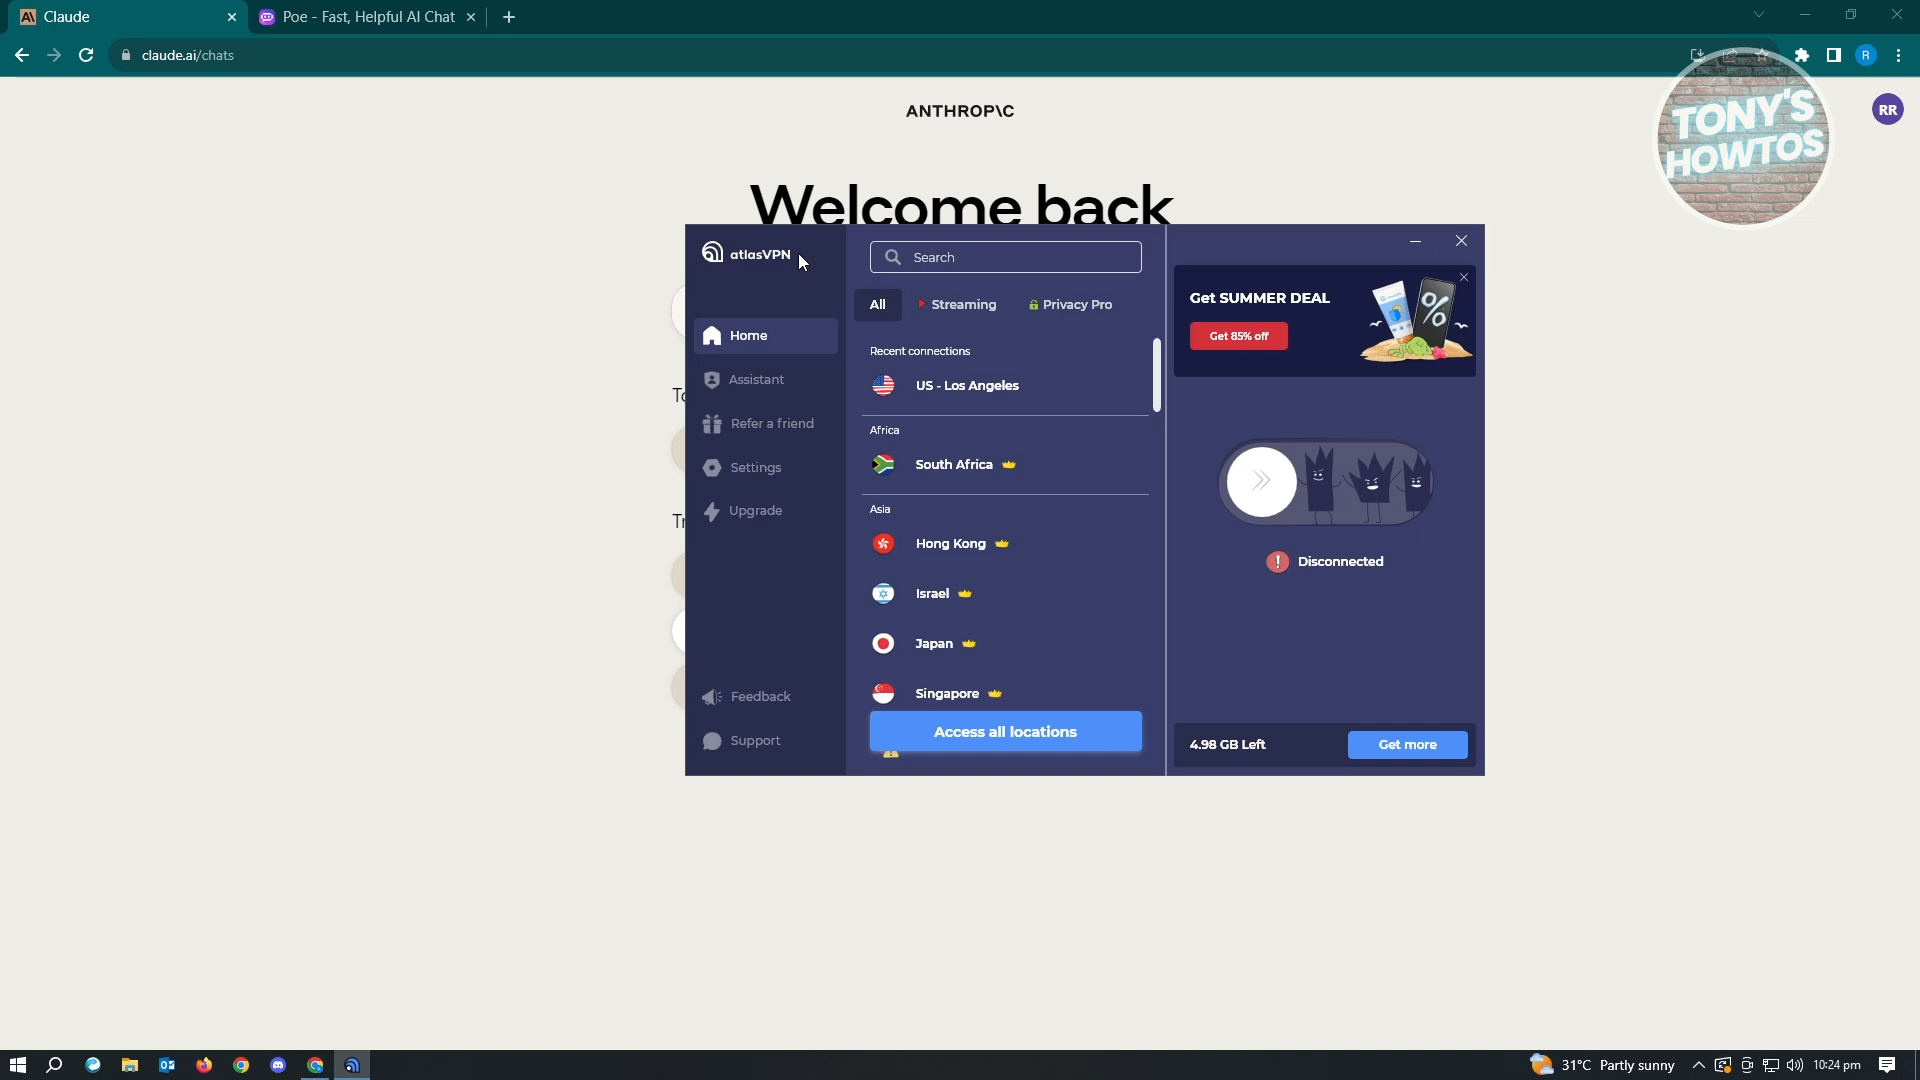 Claude
Poe - Fast, Helpful AI Chat
claude.ai/chats
R
ANTHROP\C
RR
TONY'S
HOWTOS
Welcome back
atlasVPN
Home
Assistant
Refer a friend
Settings
Upgrade
Feedback
Support
Search
All
Streaming
Privacy Pro
Recent connections
US - Los Angeles
Africa
South Africa
Asia
Hong Kong
Israel
Japan
Singapore
Access all locations
Get SUMMER DEAL
Get 85% off
%
Disconnected
4.98 GB Left
Get more
31°C Partly sunny
10:24 pm